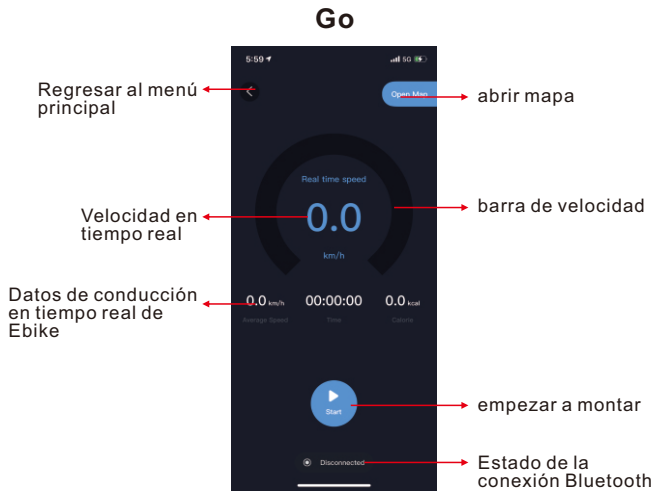 Go
5:59
5G
Regresar al menú
principal
Open Map
abrir mapa
Real time speed
0.0
km/h
Velocidad en
tiempo real
barra de velocidad
Datos de conducción
en tiempo real de
Ebike
0.0 km/h 00:00:00 0.0 kcal
Average Speed Time Calorie
Start
empezar a montar
Disconnected
Estado de la
conexión Bluetooth